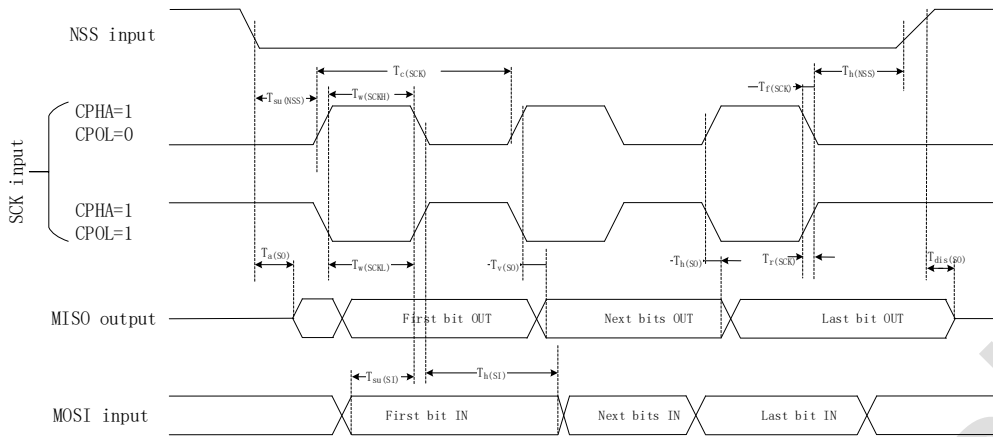 NSS input
Tc(SCK)
Th(NSS)
Tsu(NSS)
Tw(SCKH)
Tf(SCK)
CPHA=1
CPOL=0
SCK input
CPHA=1
CPOL=1
Ta(SO)
Tw(SCKL)
Tv(SO)
Th(SO)
Tr(SCK)
Tdis(SO)
MISO output
First bit OUT
Next bits OUT
Last bit OUT
Tsu(SI)
Th(SI)
MOSI input
First bit IN
Next bits IN
Last bit IN